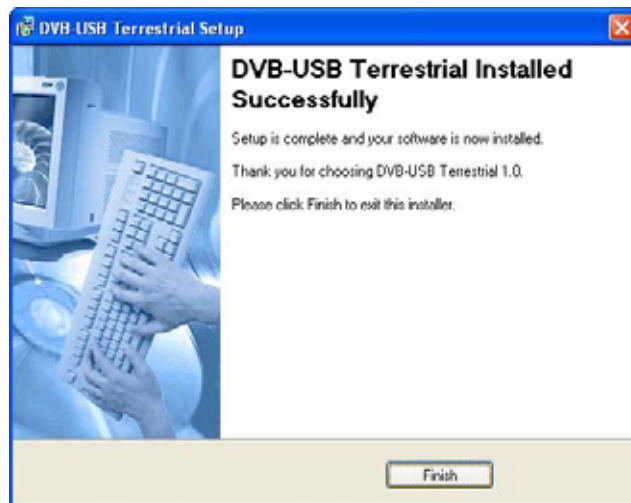 DVB-USB Terrestrial Setup
DVB-USB Terrestrial Installed
Successfully
Setup is complete and your software is now installed.
Thank you for choosing DVB-USB Terrestrial 1.0.
Please click Finish to exit this installer.
Finish